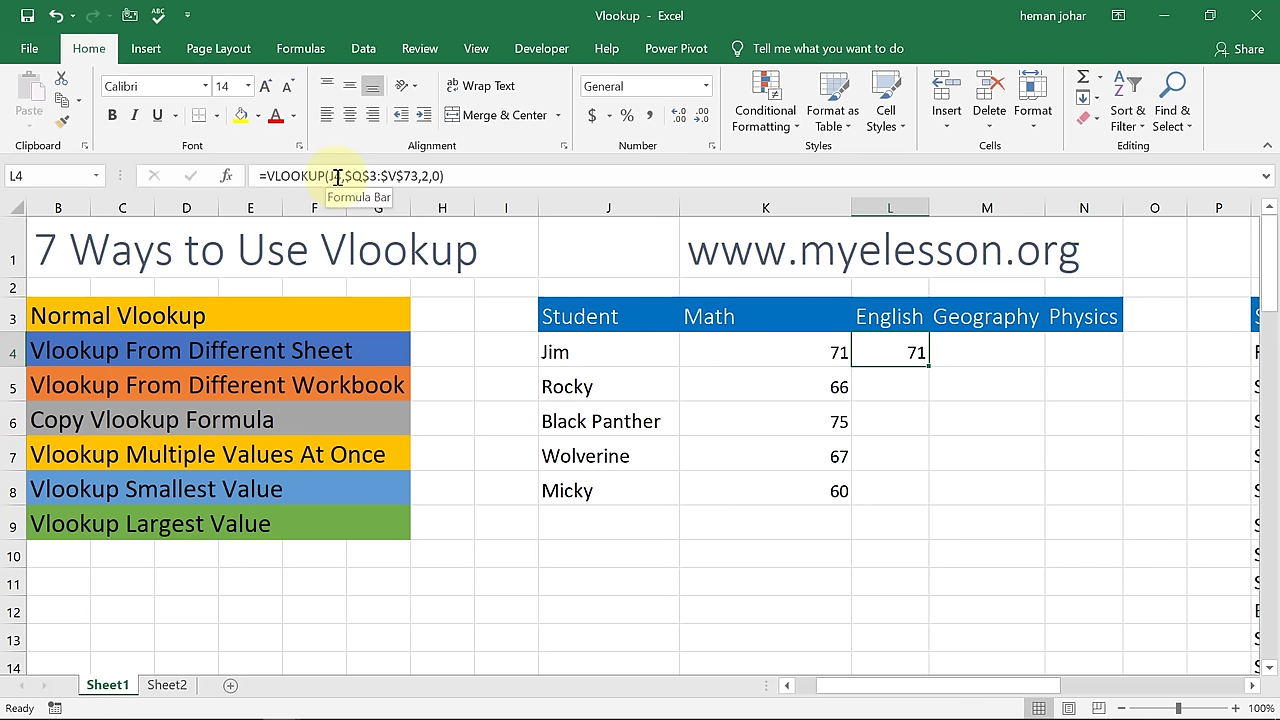 Vlookup - Excel
heman johar
File Home Insert Page Layout Formulas Data Review View Developer Help Power Pivot Tell me what you want to do Share
Paste
Calibri 14
Wrap Text
General
Conditional Formatting
Format as Table
Cell Styles
Insert Delete Format
Sort & Filter
Find & Select
B I U
Merge & Center
$ %
Clipboard Font Alignment Number Styles Cells Editing
L4 fx =VLOOKUP(J4,$Q$3:$V$73,2,0)
Formula Bar
B C D E F G H I J K L M N O P
1 7 Ways to Use Vlookup www.myelesson.org
2
3 Normal Vlookup Student Math English Geography Physics
4 Vlookup From Different Sheet Jim 71 71
5 Vlookup From Different Workbook Rocky 66
6 Copy Vlookup Formula Black Panther 75
7 Vlookup Multiple Values At Once Wolverine 67
8 Vlookup Smallest Value Micky 60
9 Vlookup Largest Value
10
11
12
13
14
Sheet1 Sheet2
Ready 100%